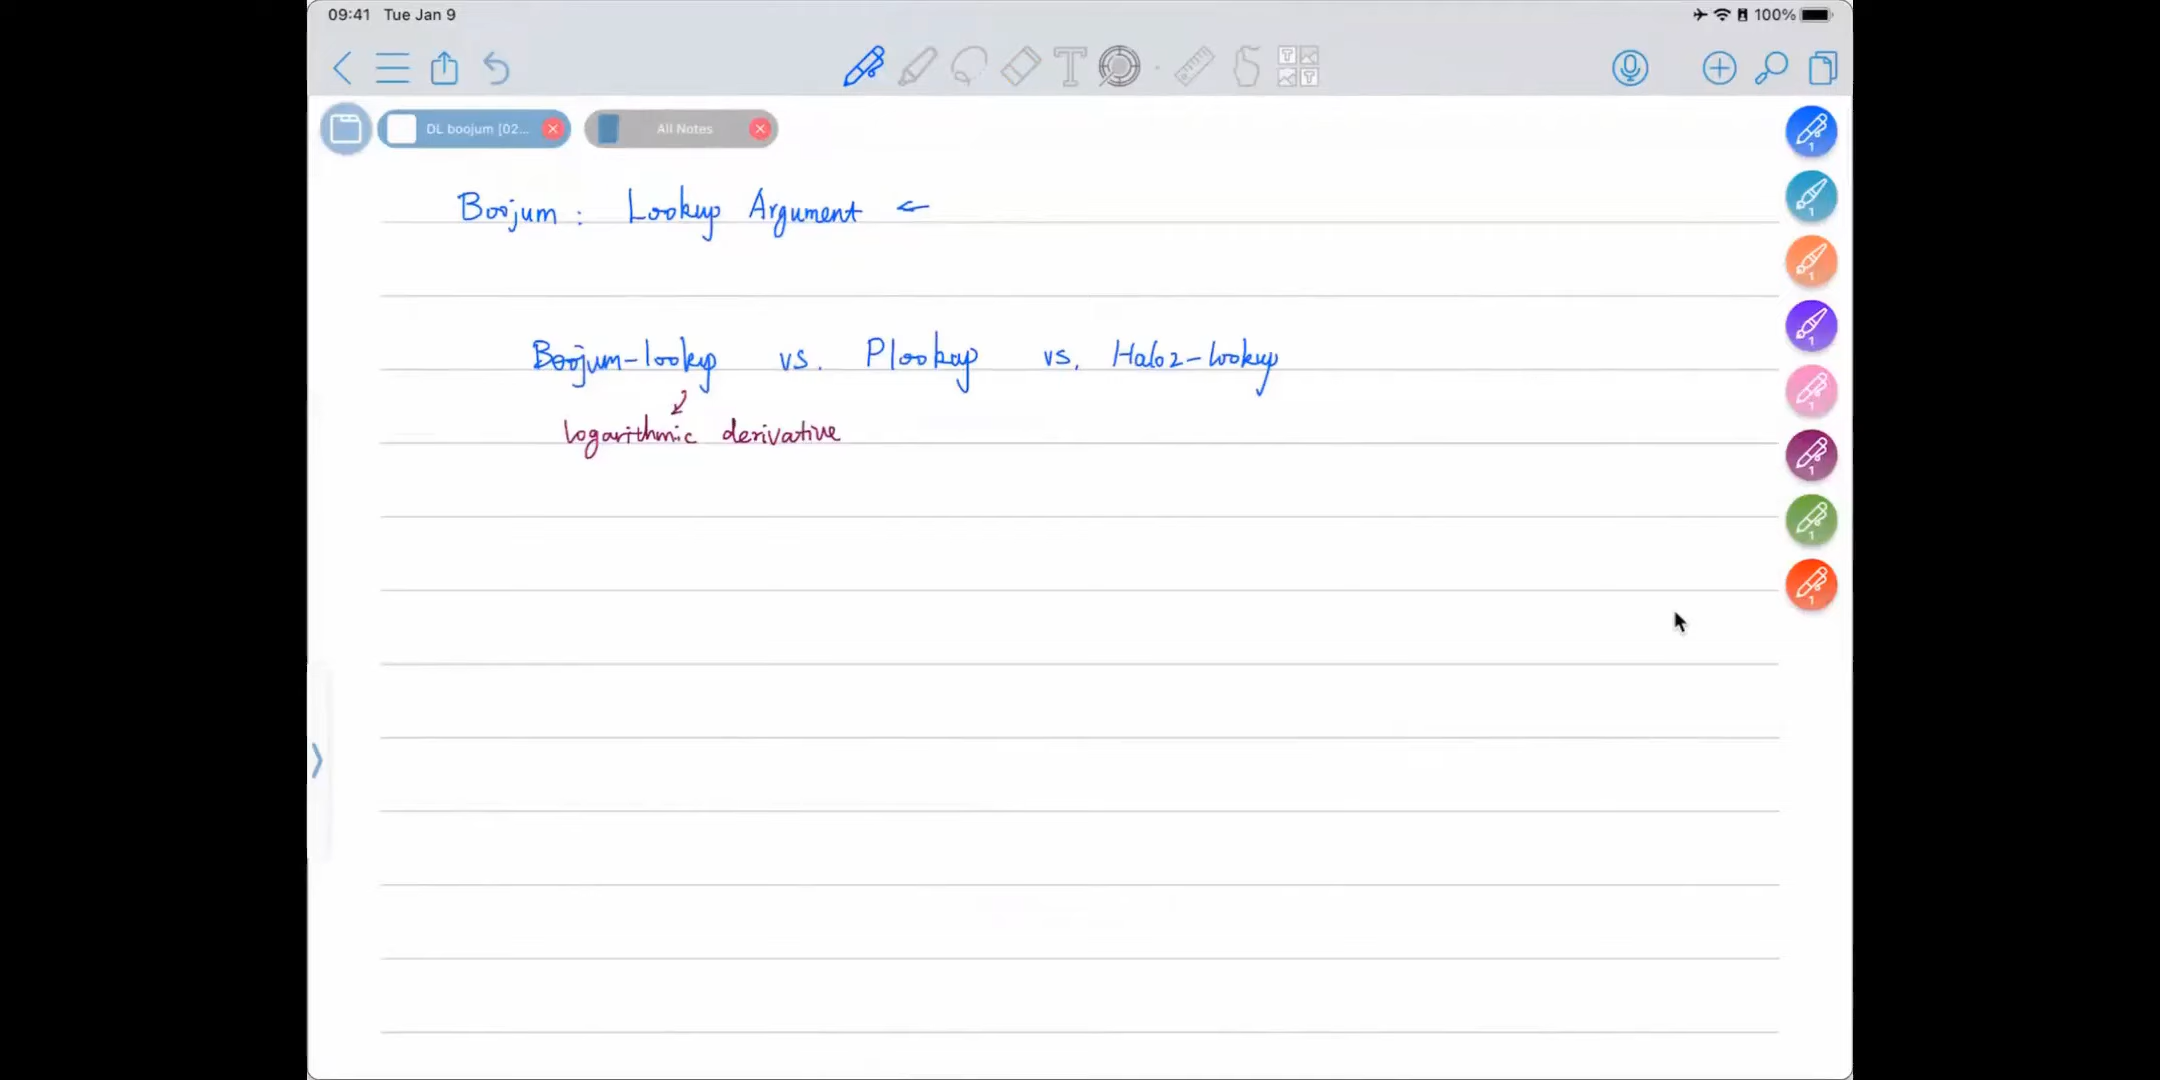 09:41 Tue Jan 9 100%
DL boojum [02... All Notes
Boojum : Lookup Argument ←
Boojum-lookup vs. Plookup vs. Halo2-lookup
logarithmic derivative